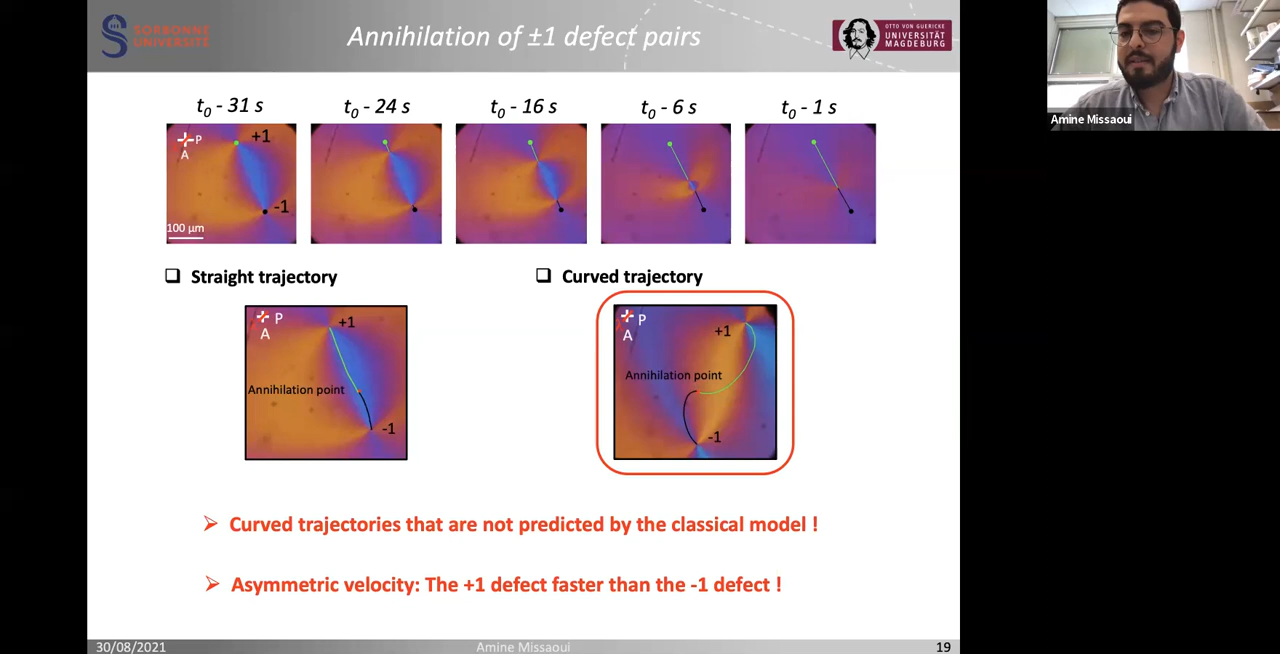 SORBONNE
UNIVERSITÉ
Annihilation of ±1 defect pairs
OTTO VON GUERICKE
UNIVERSITÄT
MAGDEBURG
Amine Missaoui
t0 - 31 s
t0 - 24 s
t0 - 16 s
t0 - 6 s
t0 - 1 s
P
A
+1
-1
100 µm
❑ Straight trajectory
❑ Curved trajectory
P
A
+1
Annihilation point
-1
P
A
+1
Annihilation point
-1
➢ Curved trajectories that are not predicted by the classical model !
➢ Asymmetric velocity: The +1 defect faster than the -1 defect !
30/08/2021
Amine Missaoui
19